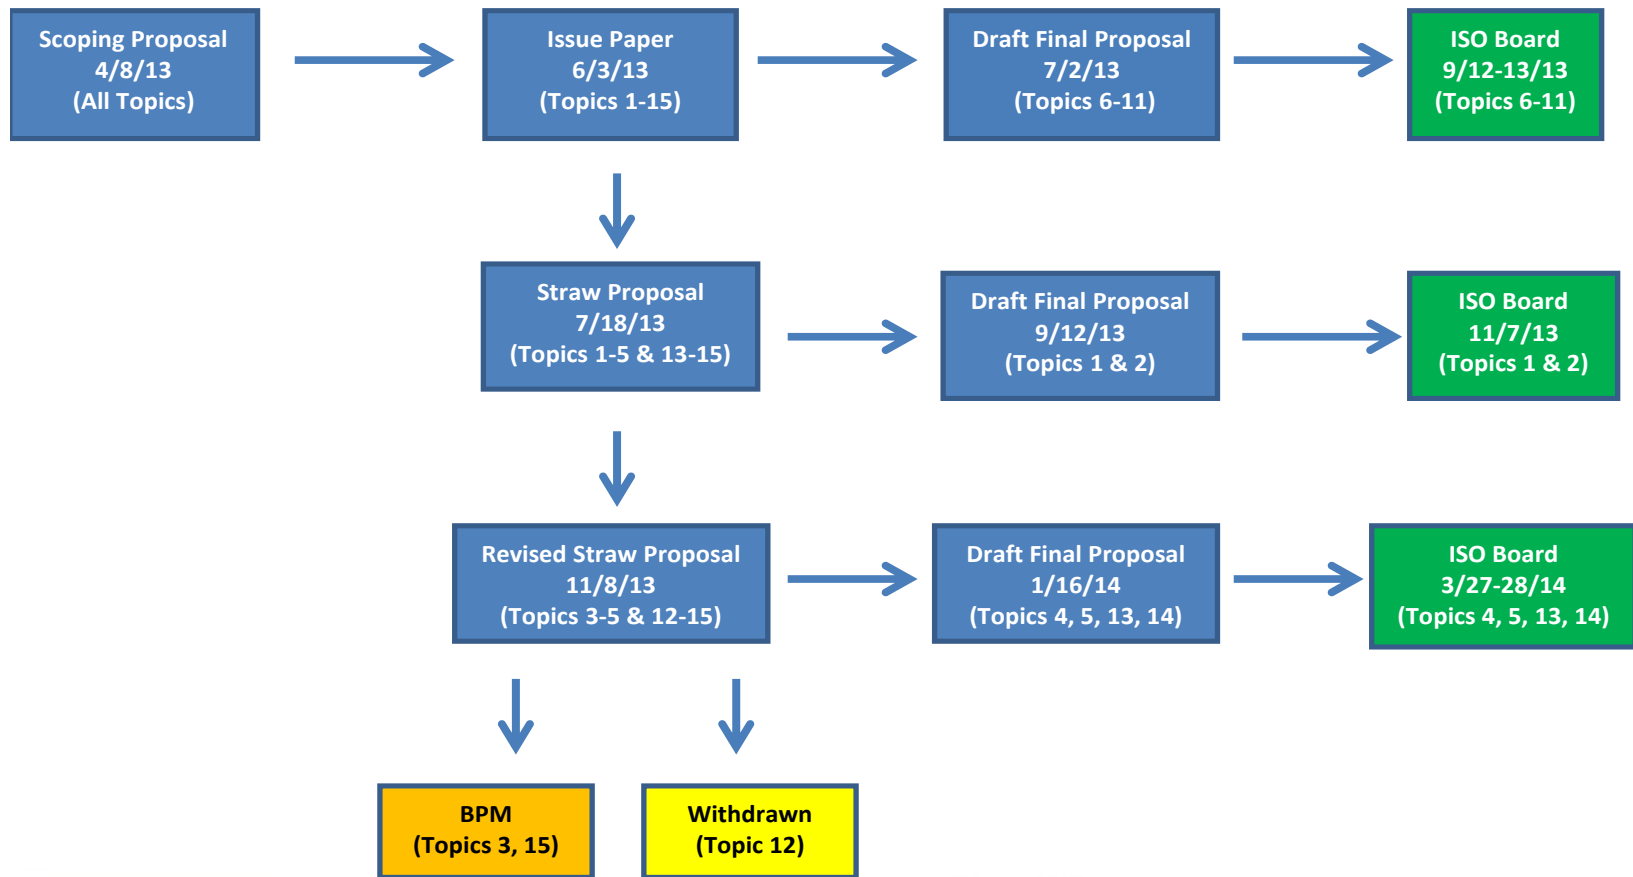 Scoping Proposal
4/8/13
(All Topics)
Issue Paper
6/3/13
(Topics 1-15)
Draft Final Proposal
7/2/13
(Topics 6-11)
ISO Board
9/12-13/13
(Topics 6-11)
Straw Proposal
7/18/13
(Topics 1-5 & 13-15)
Draft Final Proposal
9/12/13
(Topics 1 & 2)
ISO Board
11/7/13
(Topics 1 & 2)
Revised Straw Proposal
11/8/13
(Topics 3-5 & 12-15)
Draft Final Proposal
1/16/14
(Topics 4, 5, 13, 14)
ISO Board
3/27-28/14
(Topics 4, 5, 13, 14)
BPM
(Topics 3, 15)
Withdrawn
(Topic 12)